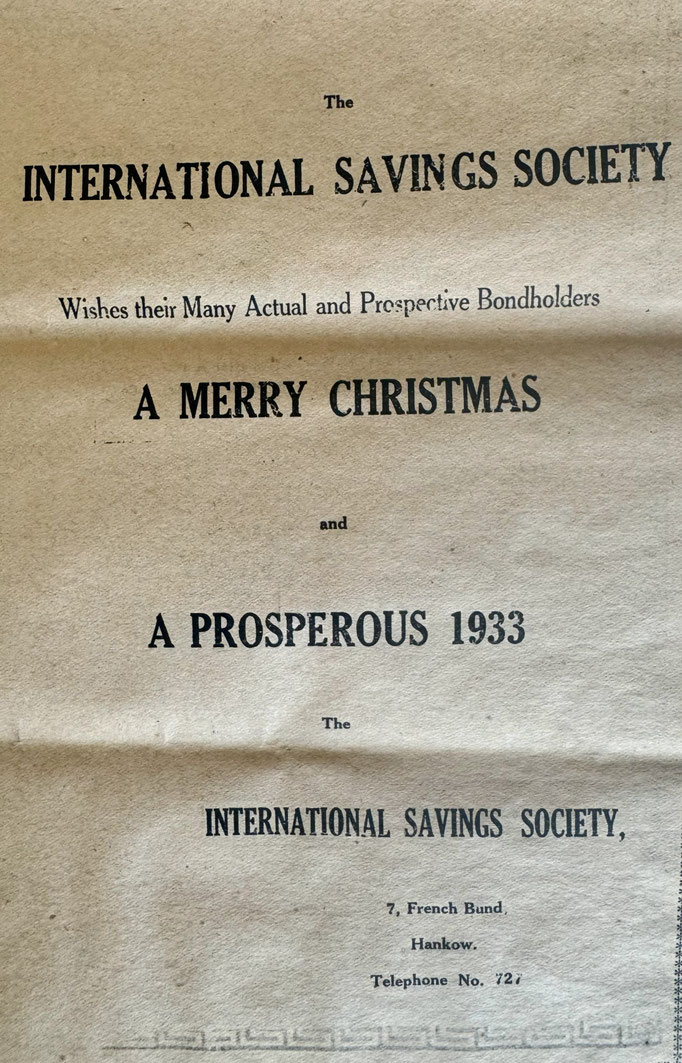 The
INTERNATIONAL SAVINGS SOCIETY
Wishes their Many Actual and Prospective Bondholders
A MERRY CHRISTMAS
and
A PROSPEROUS 1933
The
INTERNATIONAL SAVINGS SOCIETY,
7, French Bund,
Hankow.
Telephone No. 727